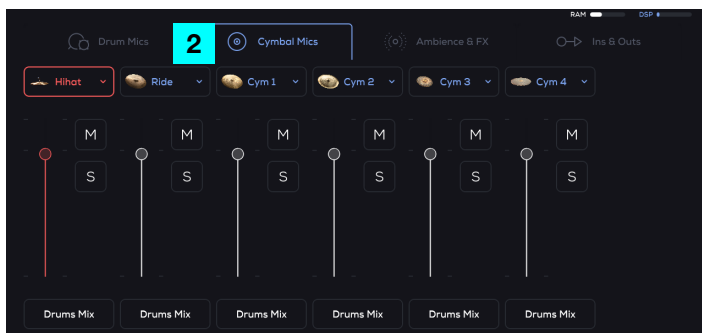 RAM DSP
Drum Mics 2 Cymbal Mics Ambience & FX Ins & Outs
Hihat Ride Cym 1 Cym 2 Cym 3 Cym 4
M M M M M M
S S S S S S
Drums Mix Drums Mix Drums Mix Drums Mix Drums Mix Drums Mix